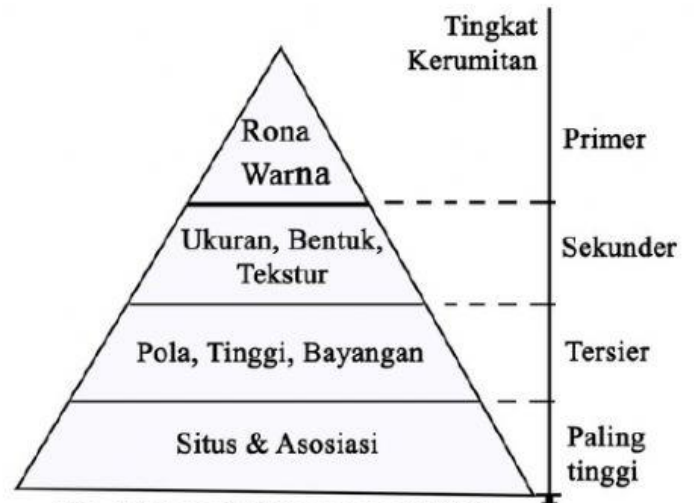 Tingkat
Kerumitan
Rona
Warna
Primer
Ukuran, Bentuk,
Tekstur
Sekunder
Pola, Tinggi, Bayangan
Tersier
Situs & Asosiasi
Paling
tinggi